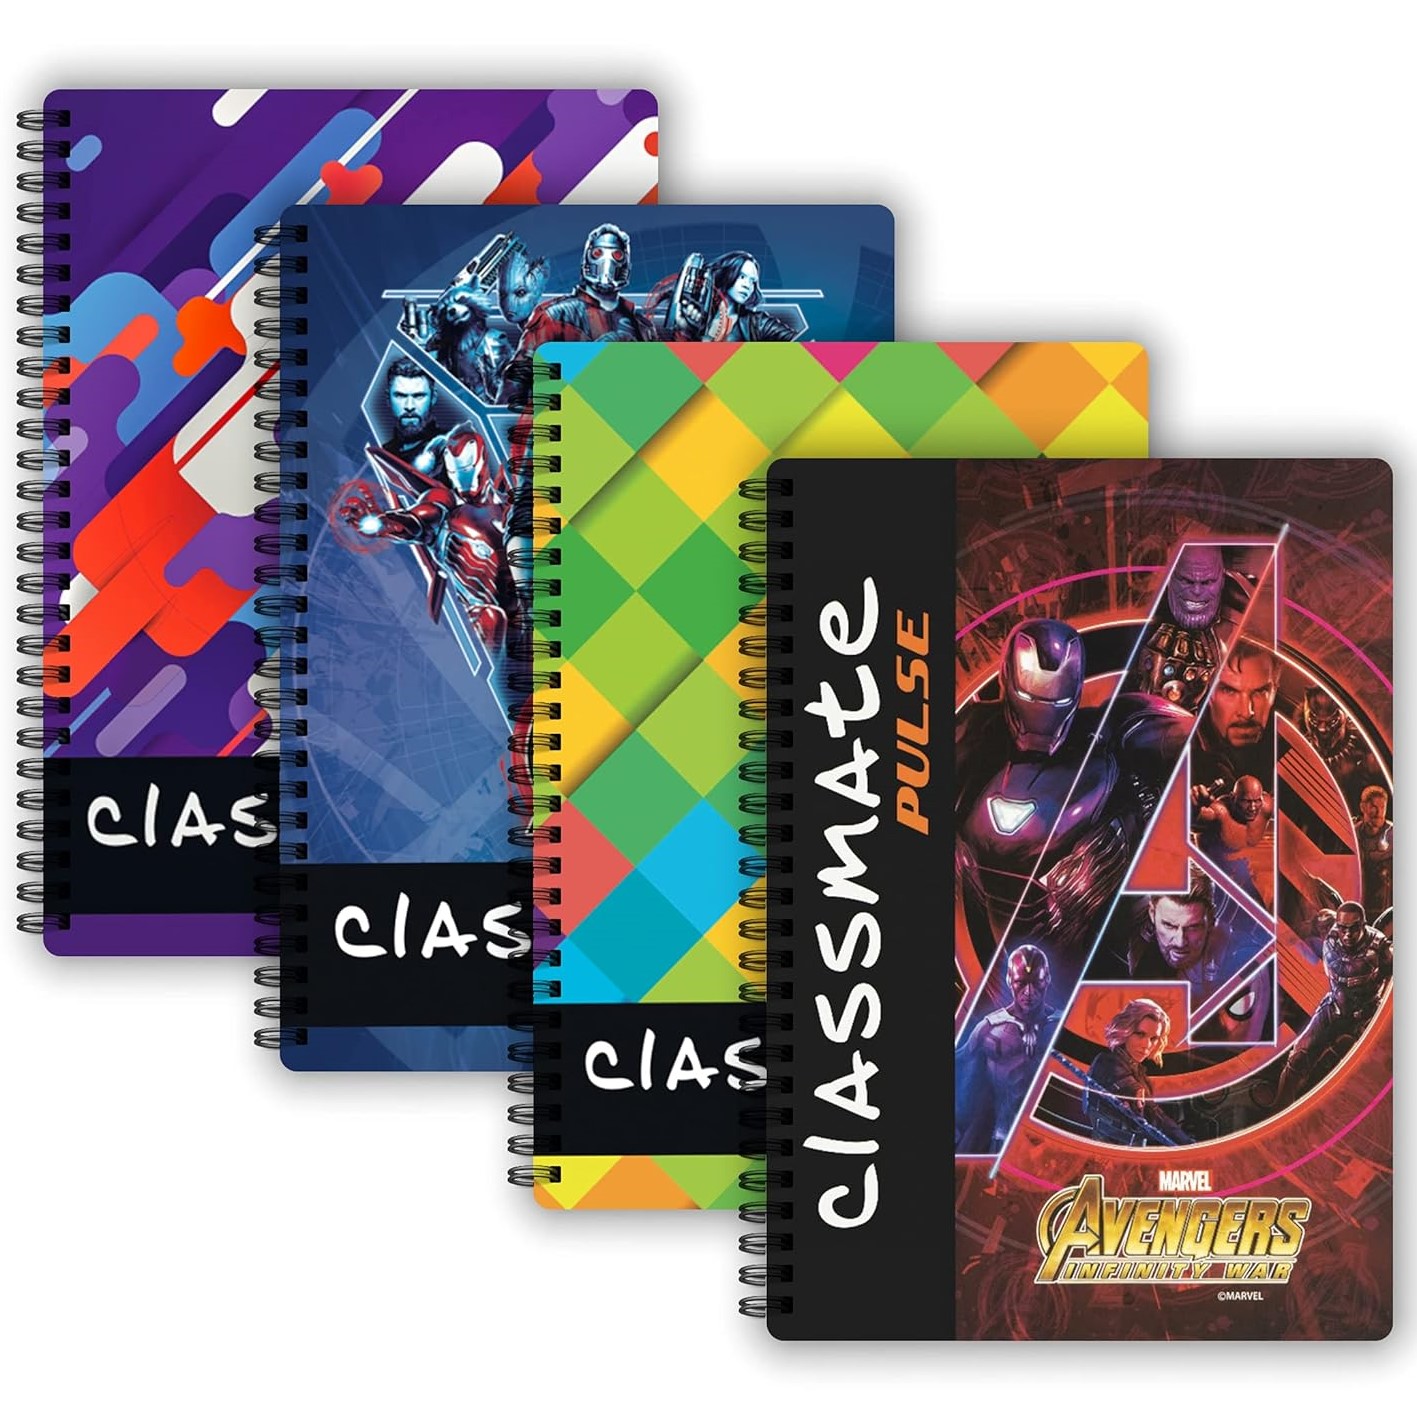 classmate
PULSE
MARVEL
AVENGERS
INFINITY WAR
©MARVEL
clAS
clAS
clAS